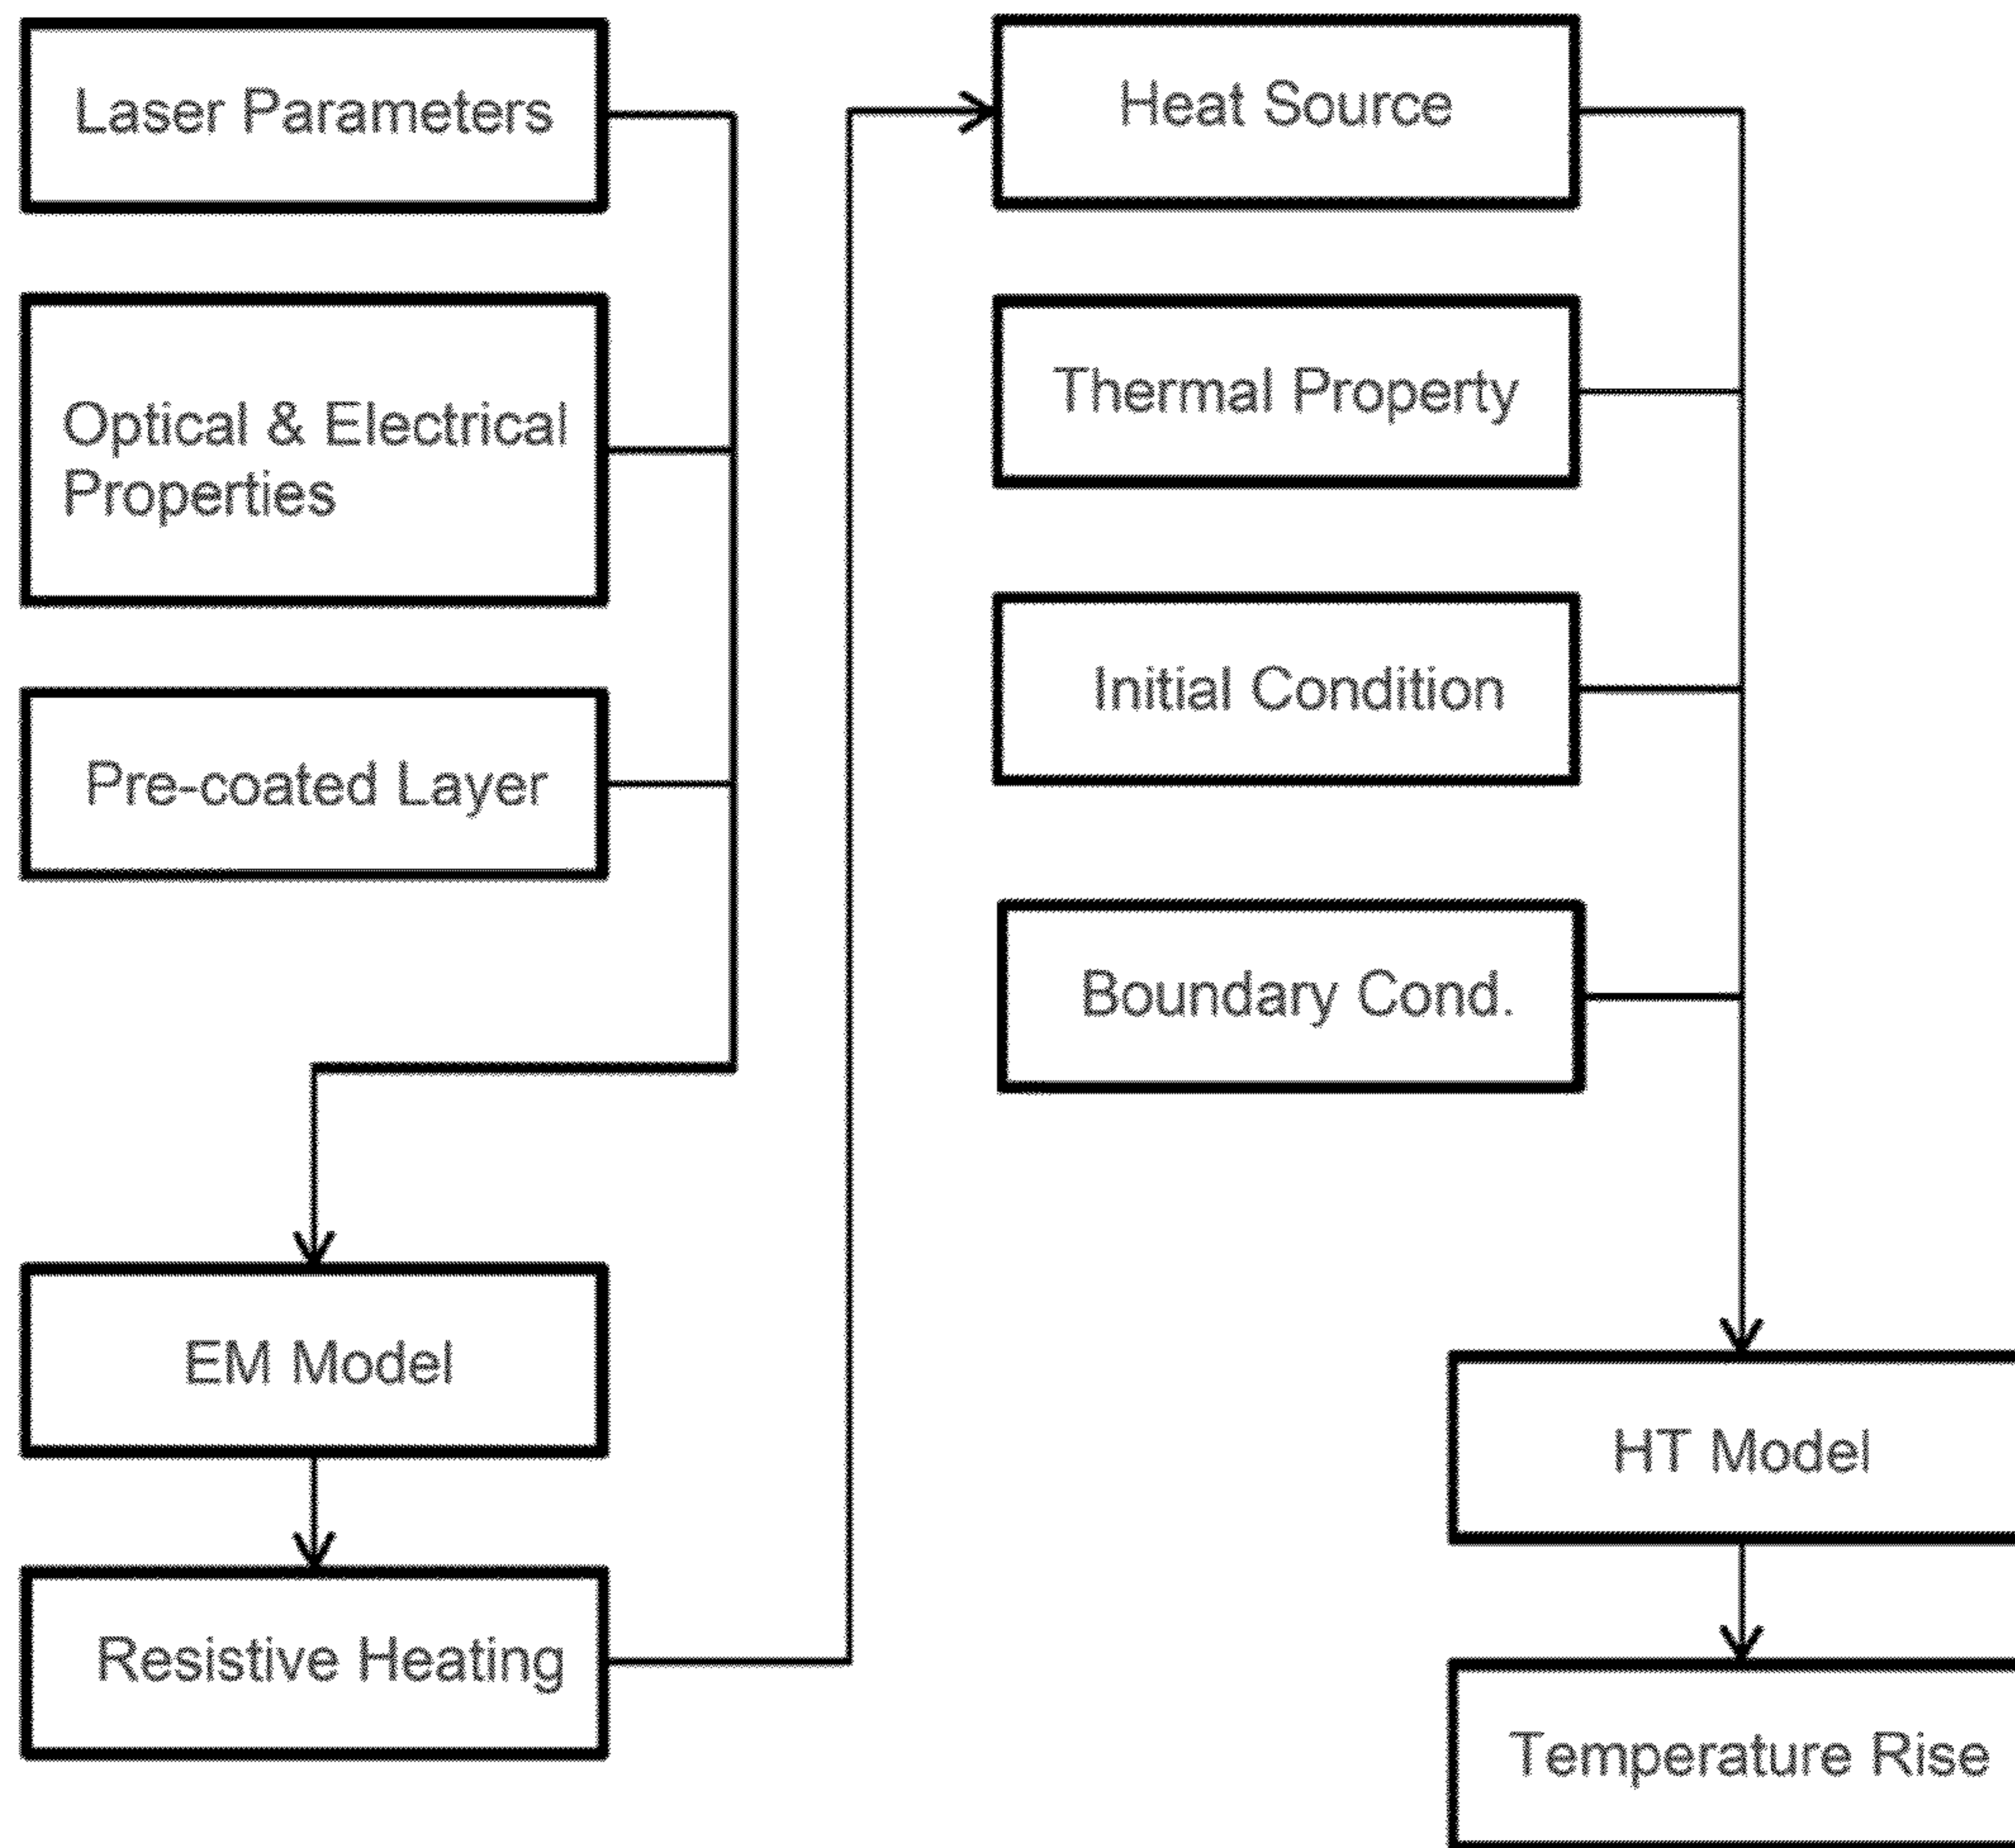 Laser Parameters
Optical & Electrical
Properties
Pre-coated Layer
EM Model
Resistive Heating
Heat Source
Thermal Property
Initial Condition
Boundary Cond.
HT Model
Temperature Rise